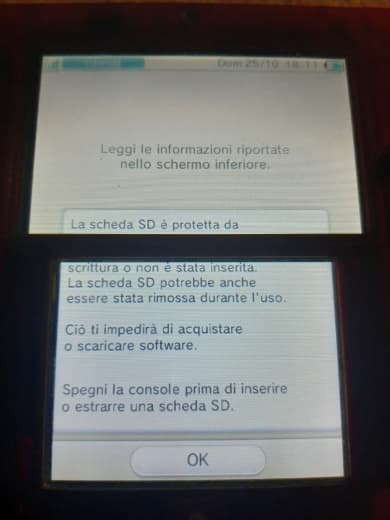 Dom 25/10 18:11
Leggi le informazioni riportate
nello schermo inferiore.
La scheda SD è protetta da
scrittura o non è stata inserita.
La scheda SD potrebbe anche
essere stata rimossa durante l'uso.
Ciò ti impedirà di acquistare
o scaricare software.
Spegni la console prima di inserire
o estrarre una scheda SD.
OK